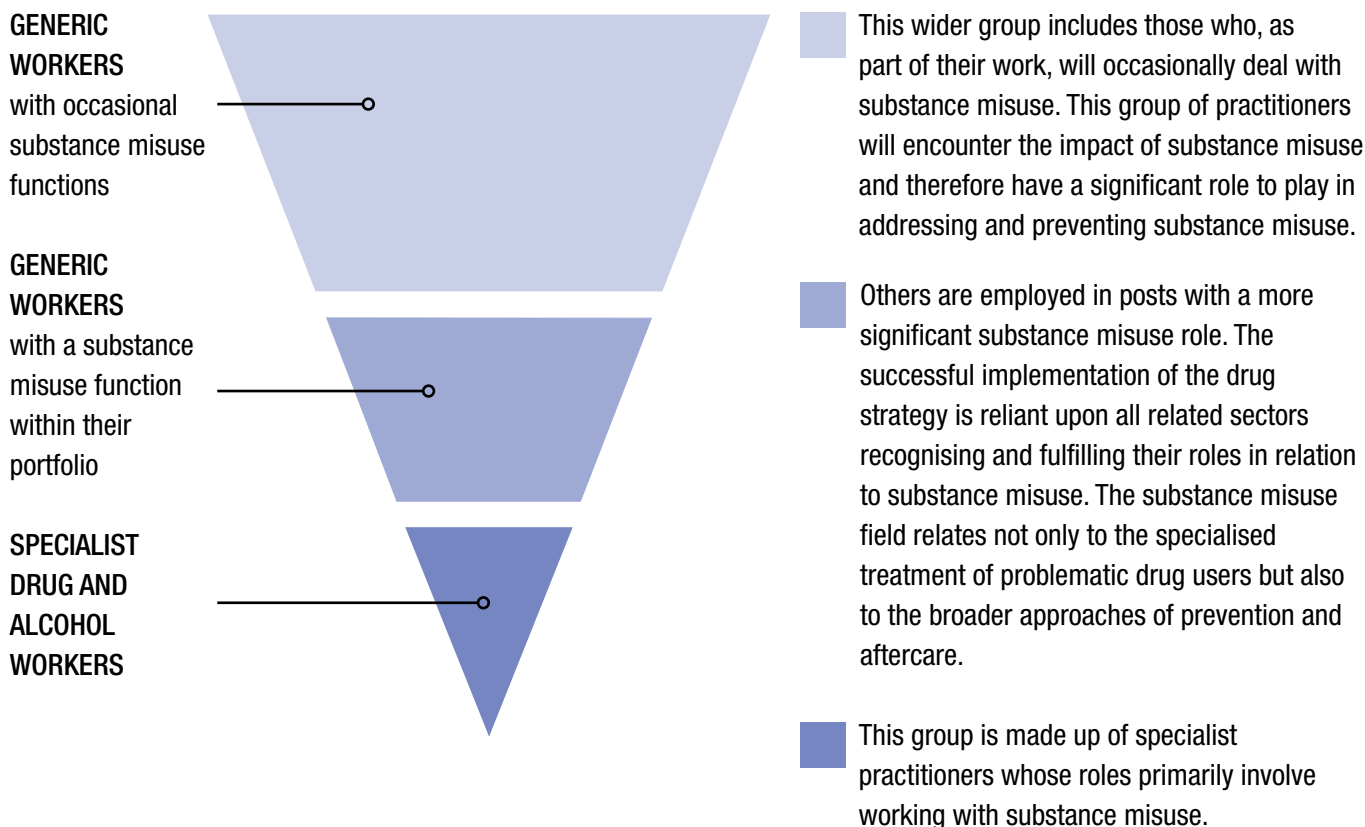 GENERIC
WORKERS
with occasional
substance misuse
functions
GENERIC
WORKERS
with a substance
misuse function
within their
portfolio
SPECIALIST
DRUG AND
ALCOHOL
WORKERS
This wider group includes those who, as
part of their work, will occasionally deal with
substance misuse. This group of practitioners
will encounter the impact of substance misuse
and therefore have a significant role to play in
addressing and preventing substance misuse.
Others are employed in posts with a more
significant substance misuse role. The
successful implementation of the drug
strategy is reliant upon all related sectors
recognising and fulfilling their roles in relation
to substance misuse. The substance misuse
field relates not only to the specialised
treatment of problematic drug users but also
to the broader approaches of prevention and
aftercare.
This group is made up of specialist
practitioners whose roles primarily involve
working with substance misuse.